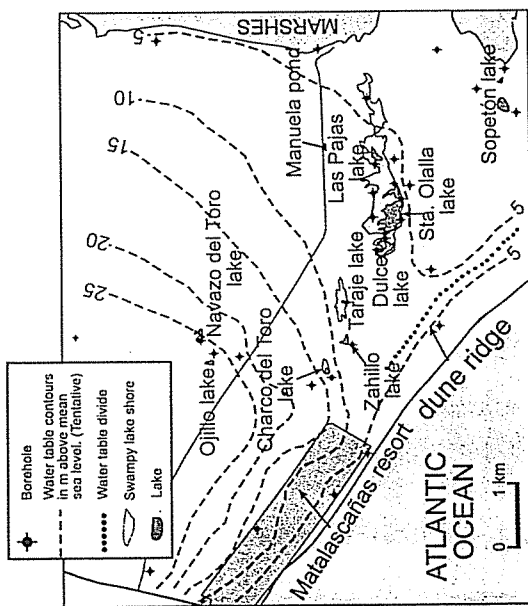 Borehole
Water table contours
in m above mean
sea level. (Tentative)
Water table divide
Swampy lake shore
Lake
MARSHES
5
10
15
20
25
Manuela pond
Navazo del Toro
lake
Ojillo lake
Charco del Toro
lake
Las Pajas
lake
Taraje lake
Dulce
lake
Sta. Olalla
lake
Sopetón lake
Zahillo
lake
5
5
Matalascañas resort
dune ridge
ATLANTIC
OCEAN
0
1 km